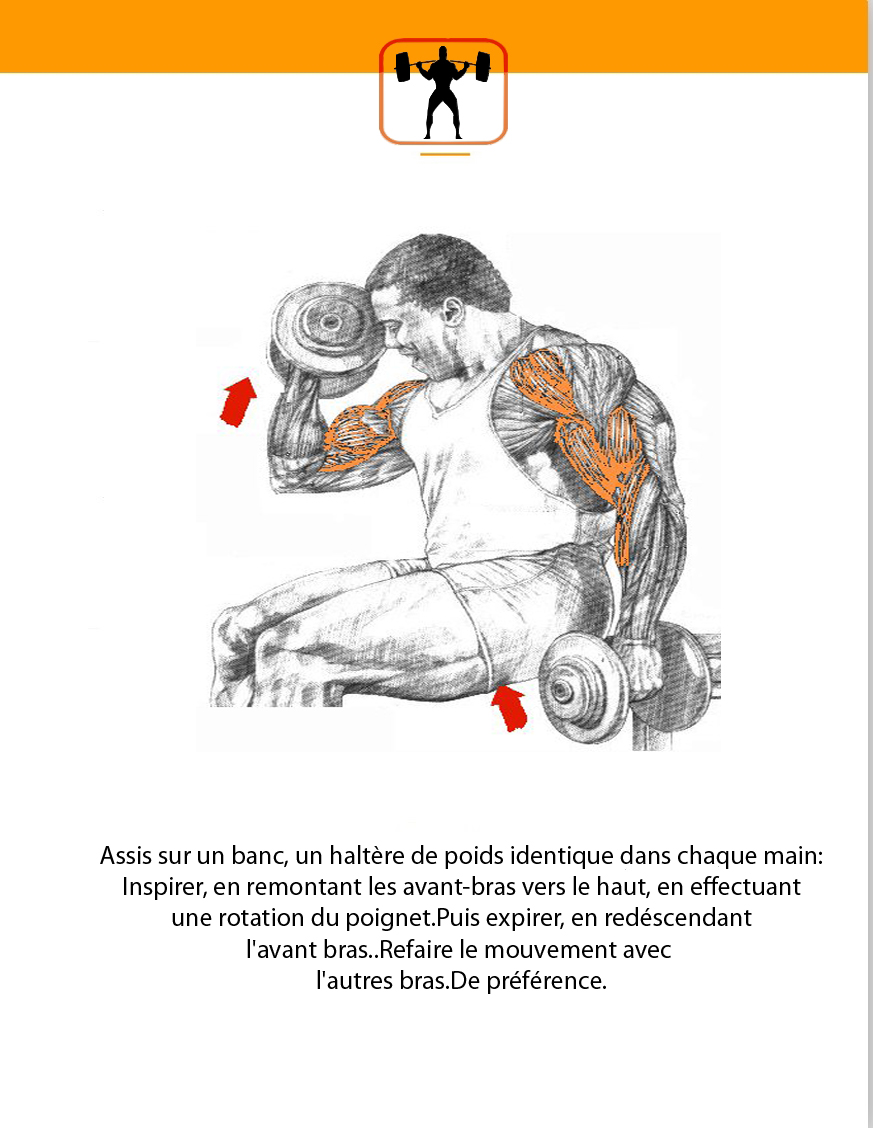 Assis sur un banc, un haltère de poids identique dans chaque main:
Inspirer, en remontant les avant-bras vers le haut, en effectuant
une rotation du poignet.Puis expirer, en redéscendant
l'avant bras..Refaire le mouvement avec
l'autres bras.De préférence.